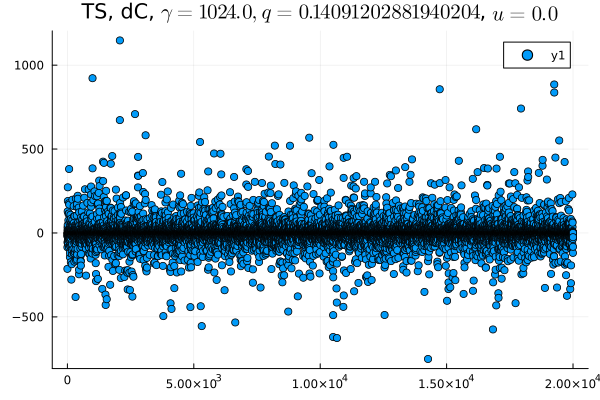 TS, dC, γ = 1024.0, q = 0.14091202881940204, u = 0.0
y1
1000
500
0
−500
0 5.00×10³ 1.00×10⁴ 1.50×10⁴ 2.00×10⁴